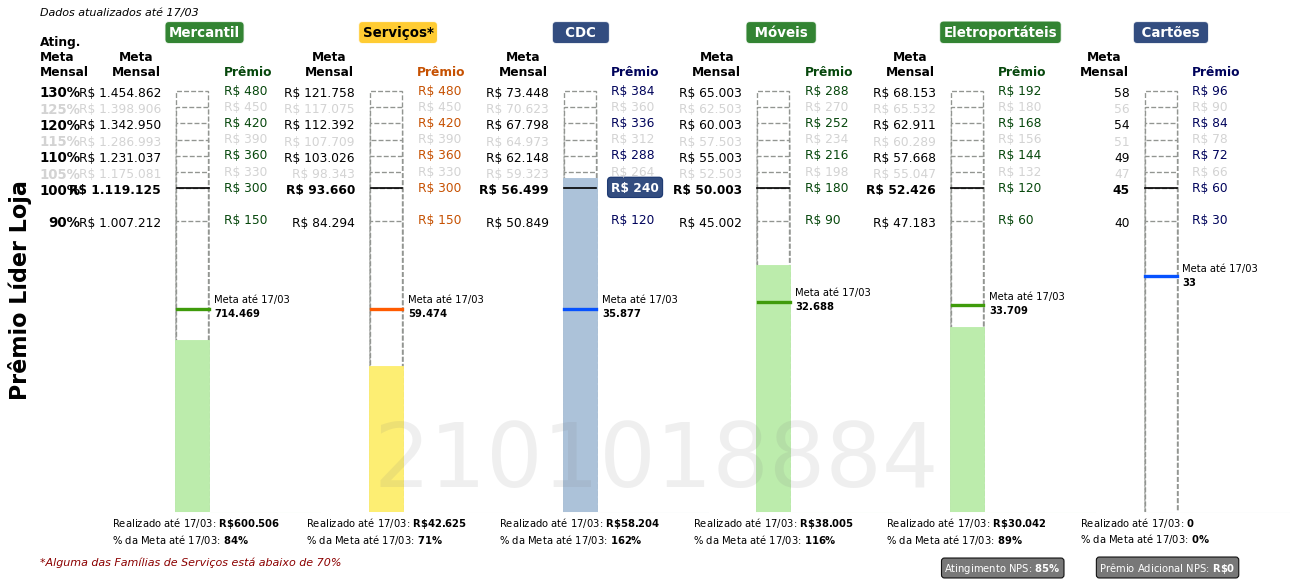 Dados atualizados até 17/03
Mercantil Serviços* CDC Móveis Eletroportáteis Cartões
Ating. Meta Mensal
Meta Mensal Prêmio Meta Mensal Prêmio Meta Mensal Prêmio Meta Mensal Prêmio Meta Mensal Prêmio Meta Mensal Prêmio
130% R$ 1.454.862 R$ 480 R$ 121.758 R$ 480 R$ 73.448 R$ 384 R$ 65.003 R$ 288 R$ 68.153 R$ 192 58 R$ 96
125% R$ 1.398.906 R$ 450 R$ 117.075 R$ 450 R$ 70.623 R$ 360 R$ 62.503 R$ 270 R$ 65.532 R$ 180 56 R$ 90
120% R$ 1.342.950 R$ 420 R$ 112.392 R$ 420 R$ 67.798 R$ 336 R$ 60.003 R$ 252 R$ 62.911 R$ 168 54 R$ 84
115% R$ 1.286.993 R$ 390 R$ 107.709 R$ 390 R$ 64.973 R$ 312 R$ 57.503 R$ 234 R$ 60.289 R$ 156 51 R$ 78
110% R$ 1.231.037 R$ 360 R$ 103.026 R$ 360 R$ 62.148 R$ 288 R$ 55.003 R$ 216 R$ 57.668 R$ 144 49 R$ 72
105% R$ 1.175.081 R$ 330 R$ 98.343 R$ 330 R$ 59.323 R$ 264 R$ 52.503 R$ 198 R$ 55.047 R$ 132 47 R$ 66
100% R$ 1.119.125 R$ 300 R$ 93.660 R$ 300 R$ 56.499 R$ 240 R$ 50.003 R$ 180 R$ 52.426 R$ 120 45 R$ 60
90% R$ 1.007.212 R$ 150 R$ 84.294 R$ 150 R$ 50.849 R$ 120 R$ 45.002 R$ 90 R$ 47.183 R$ 60 40 R$ 30
Prêmio Líder Loja
Meta até 17/03 714.469
Meta até 17/03 59.474
Meta até 17/03 35.877
Meta até 17/03 32.688
Meta até 17/03 33.709
Meta até 17/03 33
2101018884
Realizado até 17/03: R$600.506 Realizado até 17/03: R$42.625 Realizado até 17/03: R$58.204 Realizado até 17/03: R$38.005 Realizado até 17/03: R$30.042 Realizado até 17/03: 0
% da Meta até 17/03: 84% % da Meta até 17/03: 71% % da Meta até 17/03: 162% % da Meta até 17/03: 116% % da Meta até 17/03: 89% % da Meta até 17/03: 0%
*Alguma das Famílias de Serviços está abaixo de 70%
Atingimento NPS: 85% Prêmio Adicional NPS: R$0